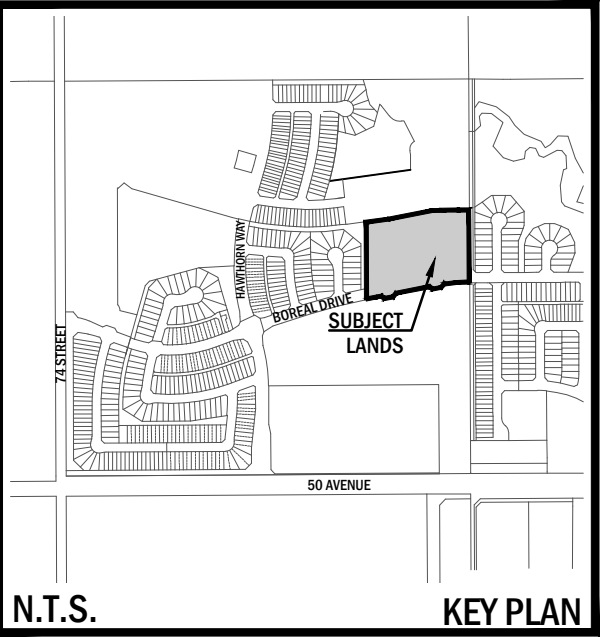 HAWTHORN WAY
BOREAL DRIVE
SUBJECT
LANDS
74 STREET
50 AVENUE
N.T.S.
KEY PLAN